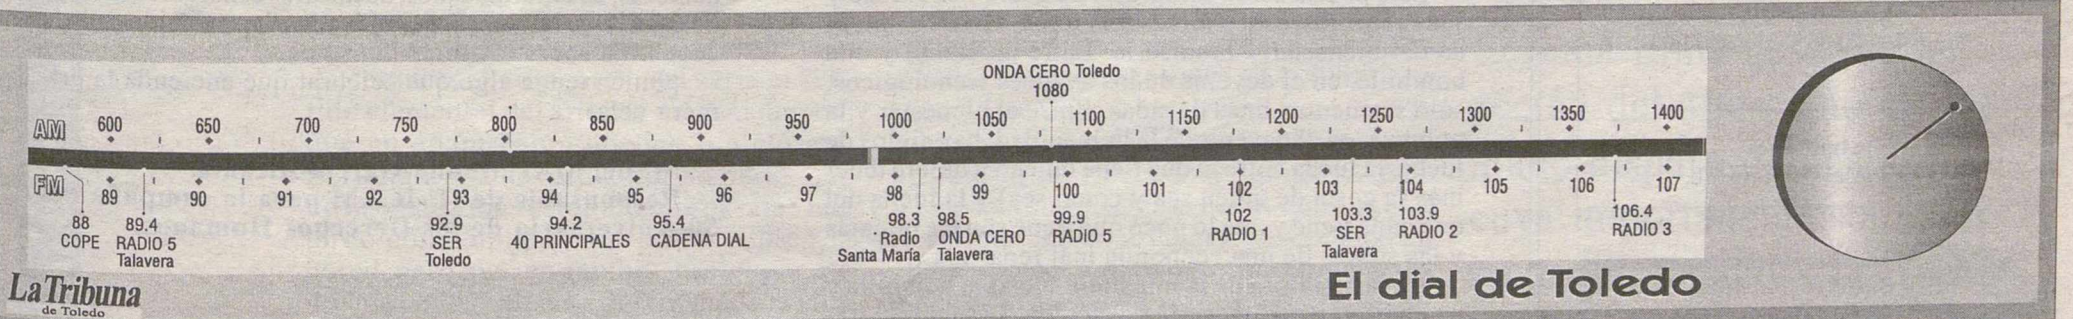 ONDA CERO Toledo
1080
AM 600 650 700 750 800 850 900 950 1000 1050 1100 1150 1200 1250 1300 1350 1400
FM 89 90 91 92 93 94 95 96 97 98 99 100 101 102 103 104 105 106 107
88
COPE
89.4
RADIO 5
Talavera
92.9
SER
Toledo
94.2
40 PRINCIPALES
95.4
CADENA DIAL
98.3
Radio
Santa María
98.5
ONDA CERO
Talavera
99.9
RADIO 5
102
RADIO 1
103.3
SER
Talavera
103.9
RADIO 2
106.4
RADIO 3
La Tribuna
de Toledo
El dial de Toledo